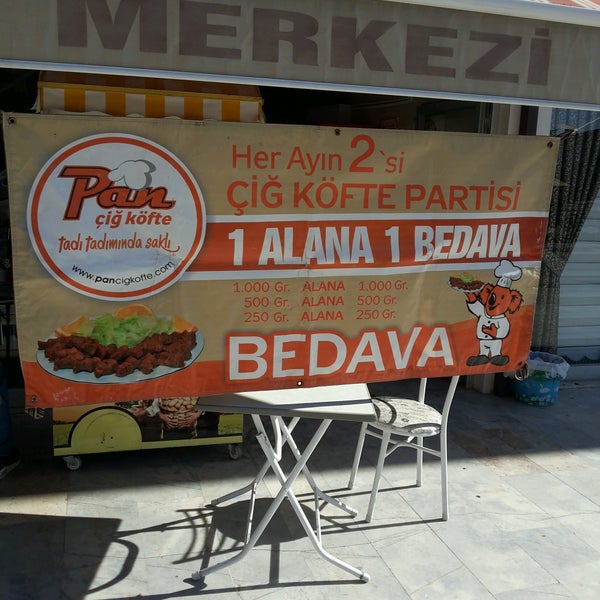 MERKEZİ
Pan
çiğ köfte
tadı tadımında saklı
www.pancigkofte.com
Her Ayın 2`si
ÇİĞ KÖFTE PARTİSİ
1 ALANA 1 BEDAVA
1.000 Gr. ALANA 1.000 Gr.
500 Gr. ALANA 500 Gr.
250 Gr. ALANA 250 Gr.
BEDAVA